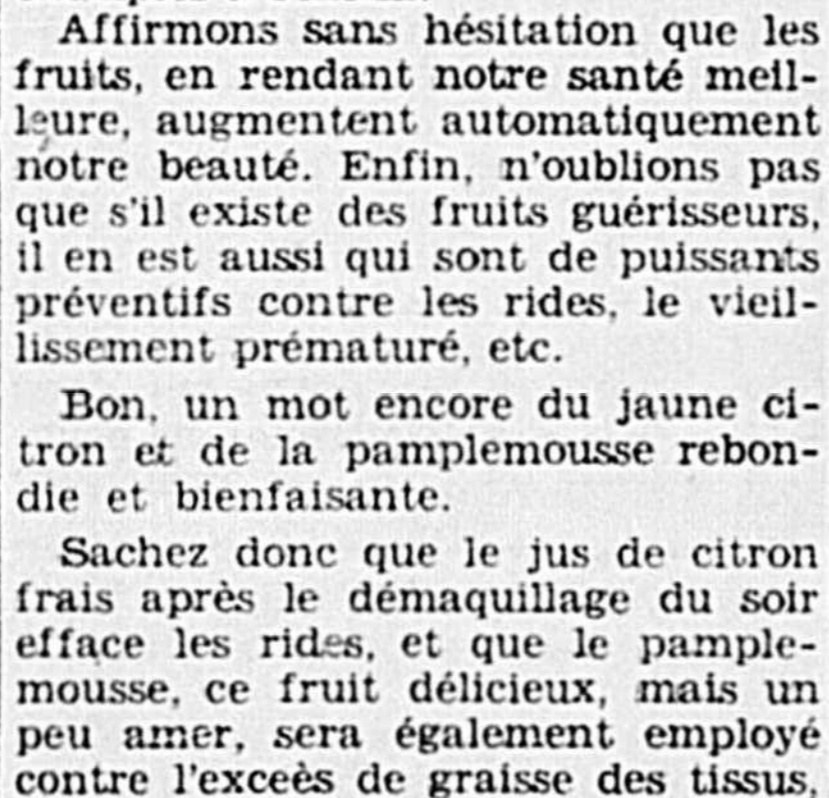 Affirmons sans hésitation que les
fruits, en rendant notre santé meil-
leure, augmentent automatiquement
notre beauté. Enfin, n'oublions pas
que s'il existe des fruits guérisseurs,
il en est aussi qui sont de puissants
préventifs contre les rides, le vieil-
lissement prématuré, etc.
Bon, un mot encore du jaune ci-
tron et de la pamplemousse rebon-
die et bienfaisante.
Sachez donc que le jus de citron
frais après le démaquillage du soir
efface les rides, et que le pample-
mousse, ce fruit délicieux, mais un
peu amer, sera également employé
contre l'exceès de graisse des tissus,